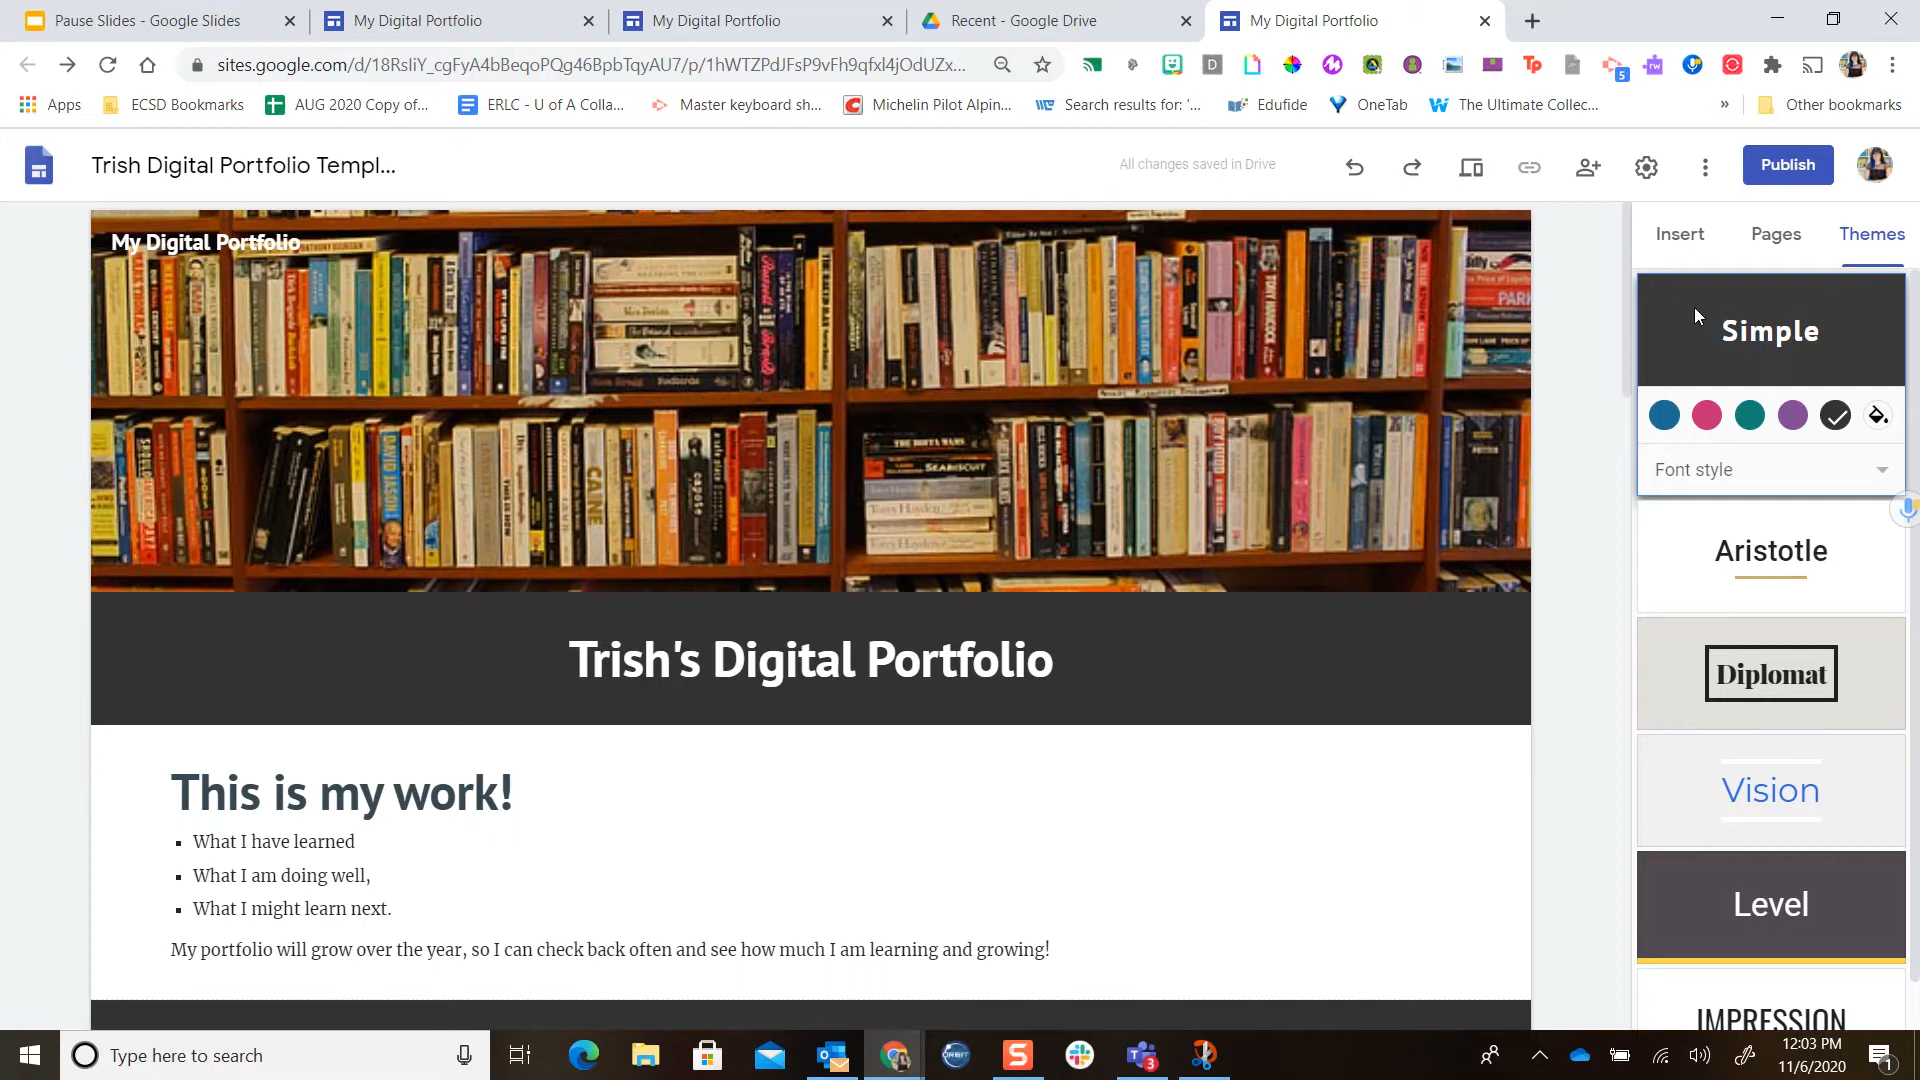 Pause Slides - Google Slides
My Digital Portfolio
My Digital Portfolio
Recent - Google Drive
My Digital Portfolio
sites.google.com/d/18RsliY_cgFyA4bBeqoPQg46BpbTqyAU7/p/1hWTZPdJFsP9vFh9qfxl4jOdUZx...
5
Apps
ECSD Bookmarks
AUG 2020 Copy of...
ERLC - U of A Colla...
Master keyboard sh...
Michelin Pilot Alpin...
Search results for: '...
Edufide
OneTab
The Ultimate Collec...
»
Other bookmarks
Trish Digital Portfolio Templ...
All changes saved in Drive
Publish
Insert
Pages
Themes
My Digital Portfolio
Simple
Font style
Aristotle
Diplomat
Vision
Level
IMPRESSION
Trish's Digital Portfolio
This is my work!
▪ What I have learned
▪ What I am doing well,
▪ What I might learn next.
My portfolio will grow over the year, so I can check back often and see how much I am learning and growing!
Type here to search
3
12:03 PM
11/6/2020
1